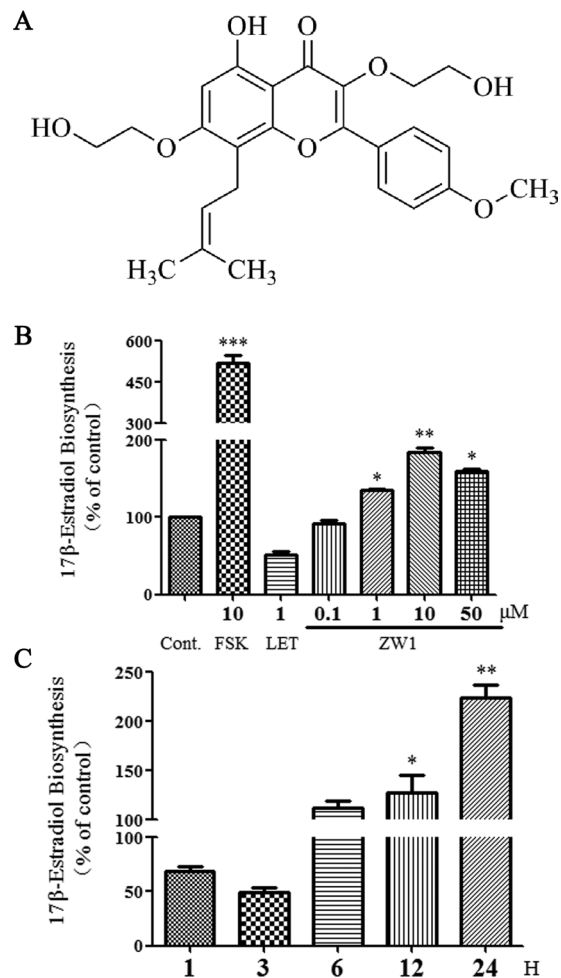 A
OH
O
O
OH
HO
O
O
O
CH3
H3C
CH3
B
17β-Estradiol Biosynthesis
(% of control)
600
450
300
200
100
0
***
*
**
*
10
1
0.1
1
10
50
μM
Cont.
FSK
LET
ZW1
C
17β-Estradiol Biosynthesis
(% of control)
250
200
150
100
100
50
0
*
**
1
3
6
12
24
H